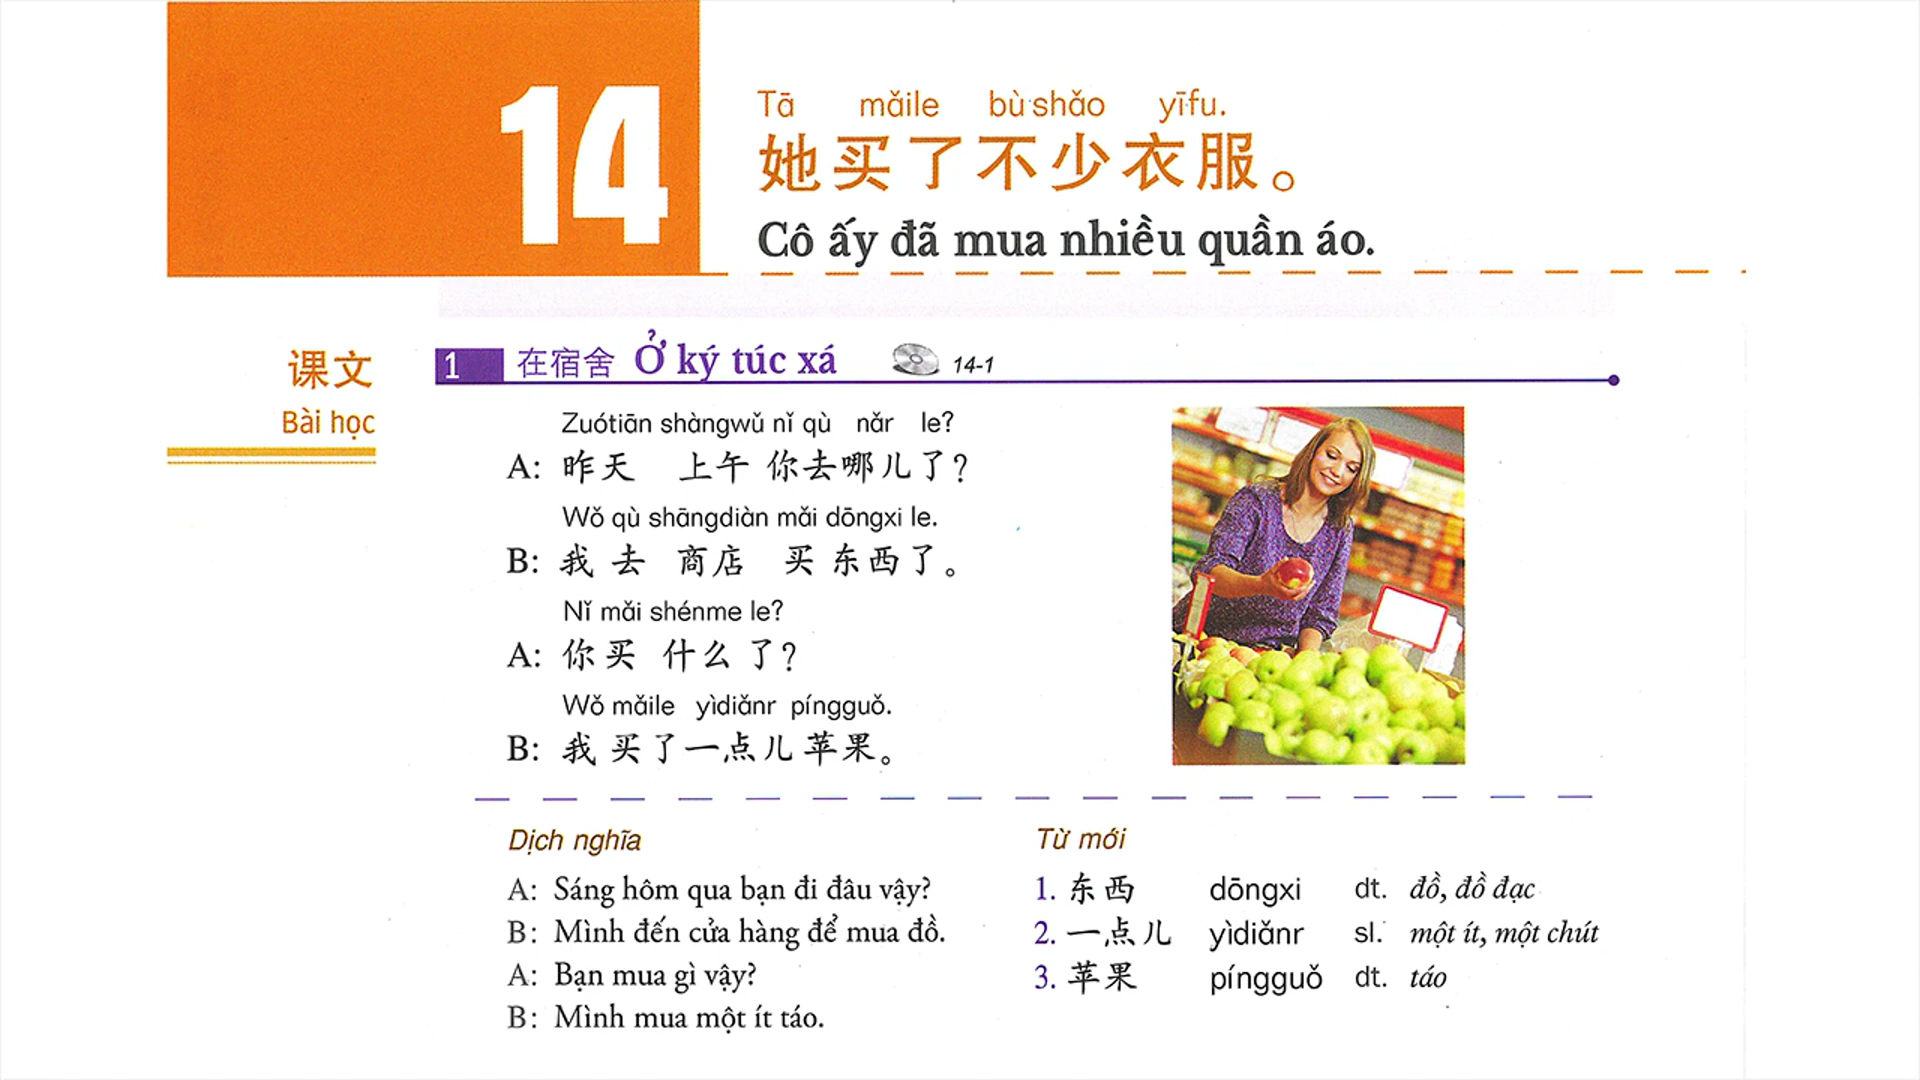 14
Tā mǎile bù shǎo yīfu.
她买了不少衣服。
Cô ấy đã mua nhiều quần áo.
课文
Bài học
1 在宿舍 Ở ký túc xá 14-1
Zuótiān shàngwǔ nǐ qù nǎr le?
A: 昨天 上午 你去哪儿了?
Wǒ qù shāngdiàn mǎi dōngxi le.
B: 我 去 商店 买 东西了。
Nǐ mǎi shénme le?
A: 你买 什么 了?
Wǒ mǎile yìdiǎnr píngguǒ.
B: 我 买了一点儿苹果。
Dịch nghĩa
A: Sáng hôm qua bạn đi đâu vậy?
B: Mình đến cửa hàng để mua đồ.
A: Bạn mua gì vậy?
B: Mình mua một ít táo.
Từ mới
1. 东西 dōngxi dt. đồ, đồ đạc
2. 一点儿 yìdiǎnr sl. một ít, một chút
3. 苹果 píngguǒ dt. táo